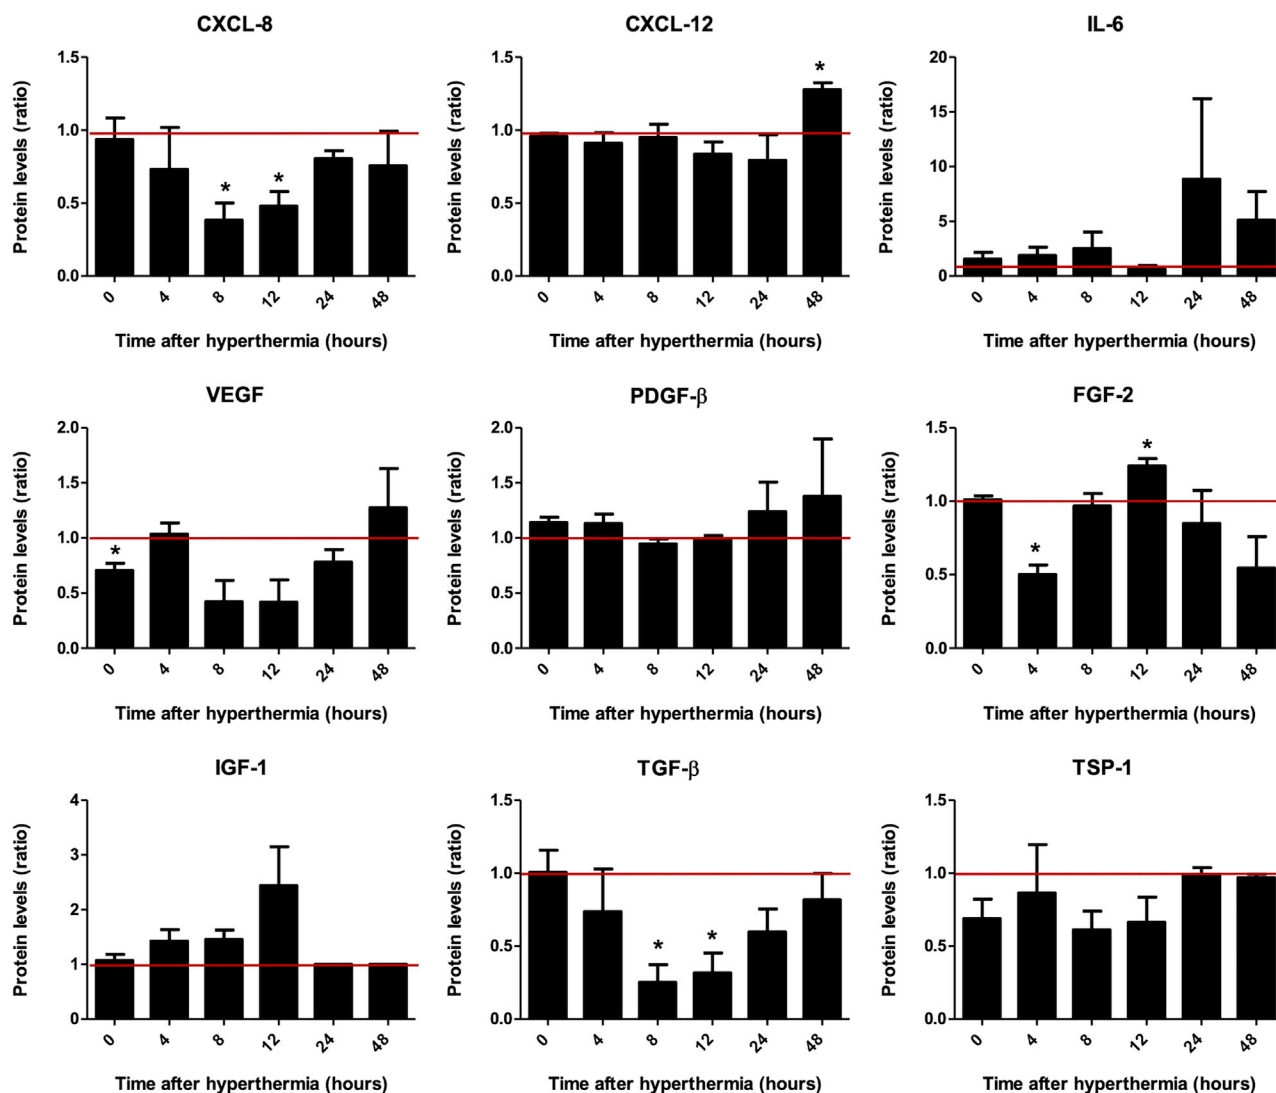 CXCL-8
Protein levels (ratio)
1.5
1.0
0.5
0.0
*
*
0 4 8 12 24 48
Time after hyperthermia (hours)
CXCL-12
Protein levels (ratio)
1.5
1.0
0.5
0.0
*
0 4 8 12 24 48
Time after hyperthermia (hours)
IL-6
Protein levels (ratio)
20
15
10
5
0
0 4 8 12 24 48
Time after hyperthermia (hours)
VEGF
Protein levels (ratio)
2.0
1.5
1.0
0.5
0.0
*
0 4 8 12 24 48
Time after hyperthermia (hours)
PDGF-β
Protein levels (ratio)
2.0
1.5
1.0
0.5
0.0
0 4 8 12 24 48
Time after hyperthermia (hours)
FGF-2
Protein levels (ratio)
1.5
1.0
0.5
0.0
*
*
0 4 8 12 24 48
Time after hyperthermia (hours)
IGF-1
Protein levels (ratio)
4
3
2
1
0
0 4 8 12 24 48
Time after hyperthermia (hours)
TGF-β
Protein levels (ratio)
1.5
1.0
0.5
0.0
*
*
0 4 8 12 24 48
Time after hyperthermia (hours)
TSP-1
Protein levels (ratio)
1.5
1.0
0.5
0.0
0 4 8 12 24 48
Time after hyperthermia (hours)